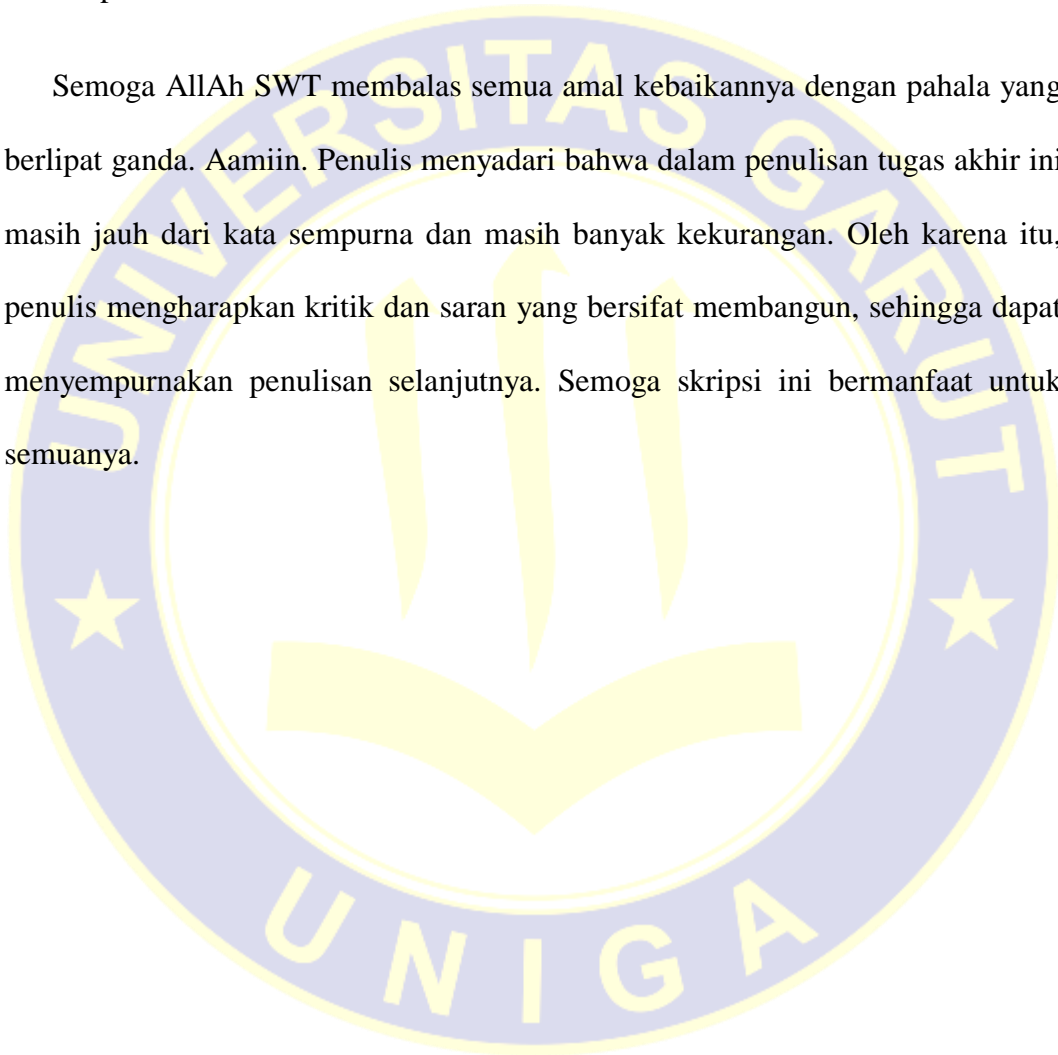 Semoga AllAh SWT membalas semua amal kebaikannya dengan pahala yang
berlipat ganda. Aamiin. Penulis menyadari bahwa dalam penulisan tugas akhir ini
masih jauh dari kata sempurna dan masih banyak kekurangan. Oleh karena itu,
penulis mengharapkan kritik dan saran yang bersifat membangun, sehingga dapat
menyempurnakan penulisan selanjutnya. Semoga skripsi ini bermanfaat untuk
semuanya.
UNIVERSITAS GARUT
UNIGA